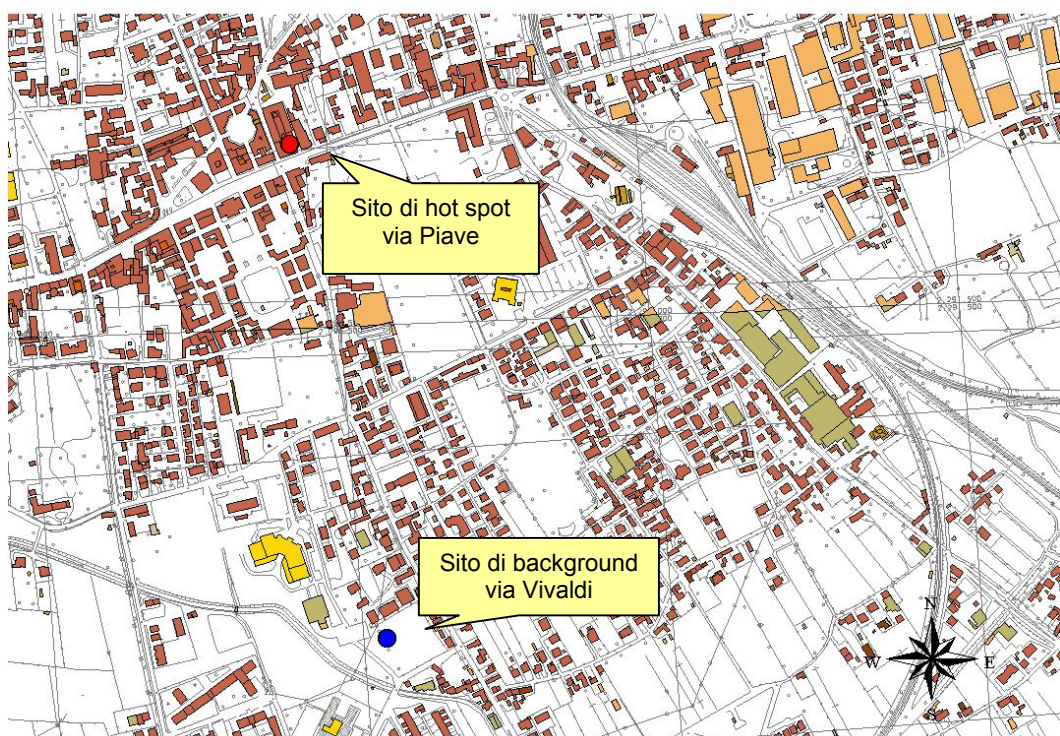 Sito di hot spot
via Piave
Sito di background
via Vivaldi
N
W
E
S